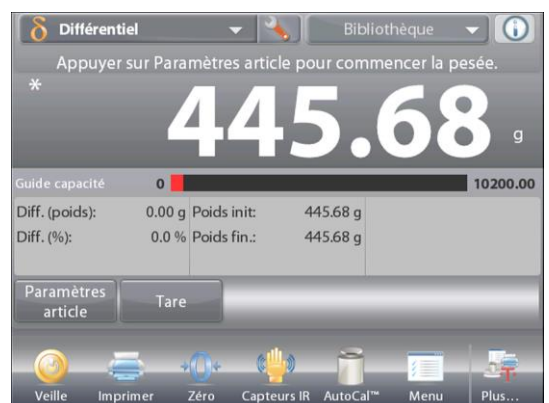 δ Différentiel Bibliothèque
Appuyer sur Paramètres article pour commencer la pesée.
* 445.68 g
Guide capacité 0 10200.00
Diff. (poids): 0.00 g Poids init: 445.68 g
Diff. (%): 0.0 % Poids fin.: 445.68 g
Paramètres article Tare
Veille Imprimer Zéro Capteurs IR AutoCal™ Menu Plus...